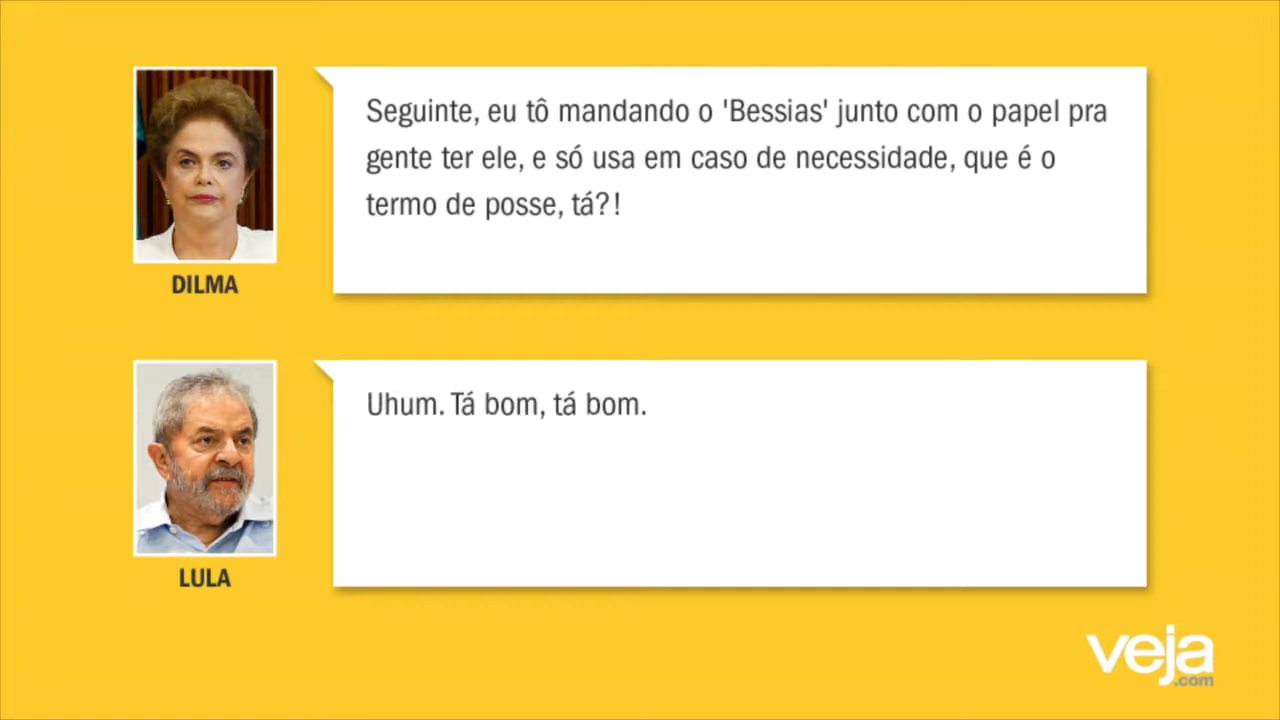 Seguinte, eu tô mandando o 'Bessias' junto com o papel pra
gente ter ele, e só usa em caso de necessidade, que é o
termo de posse, tá?!
DILMA
Uhum. Tá bom, tá bom.
LULA
veja
.com